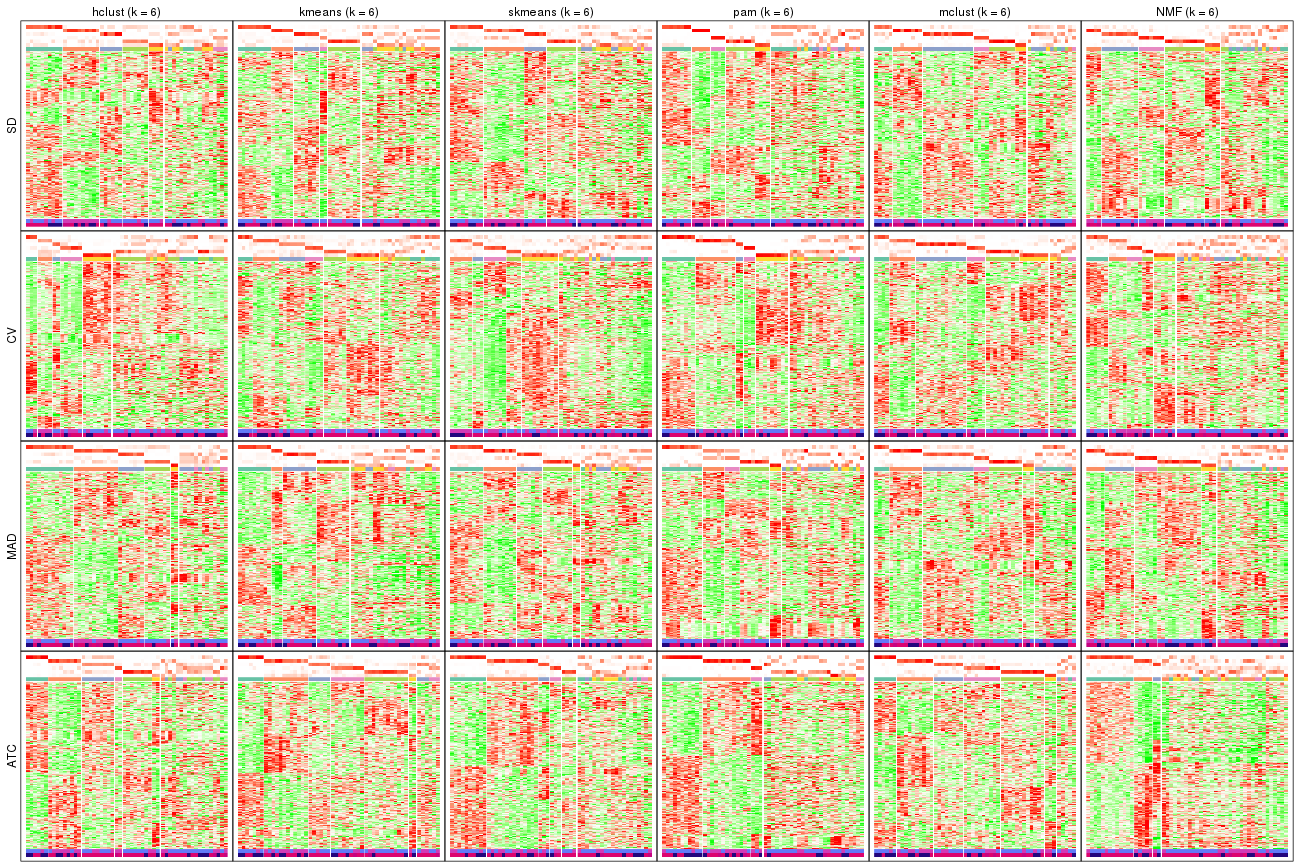 hclust (k = 6)
kmeans (k = 6)
skmeans (k = 6)
pam (k = 6)
mclust (k = 6)
NMF (k = 6)
SD
CV
MAD
ATC